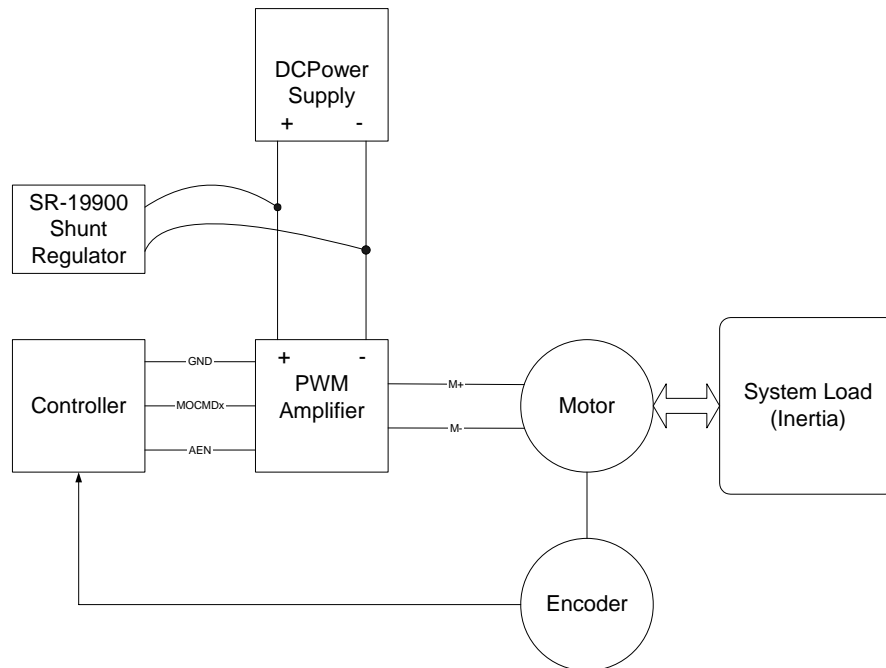 DCPower
Supply
+ -
SR-19900
Shunt
Regulator
Controller
GND
MOCMDx
AEN
+ -
PWM
Amplifier
M+
M-
Motor
System Load
(Inertia)
Encoder